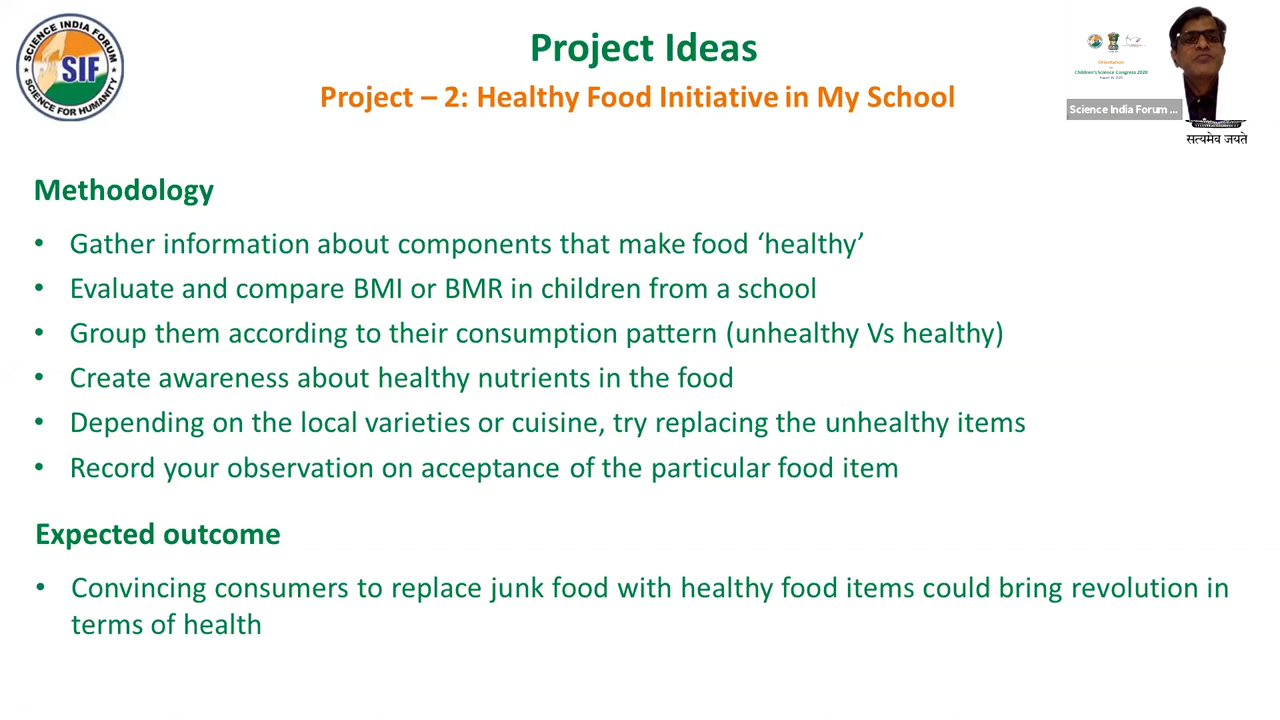 SCIENCE INDIA FORUM
SIF
SCIENCE FOR HUMANITY
Project Ideas
Project – 2: Healthy Food Initiative in My School
Orientation
Children's Science Congress 2020
Science India Forum ...
सत्यमेव जयते
Methodology
• Gather information about components that make food ‘healthy’
• Evaluate and compare BMI or BMR in children from a school
• Group them according to their consumption pattern (unhealthy Vs healthy)
• Create awareness about healthy nutrients in the food
• Depending on the local varieties or cuisine, try replacing the unhealthy items
• Record your observation on acceptance of the particular food item
Expected outcome
• Convincing consumers to replace junk food with healthy food items could bring revolution in
terms of health